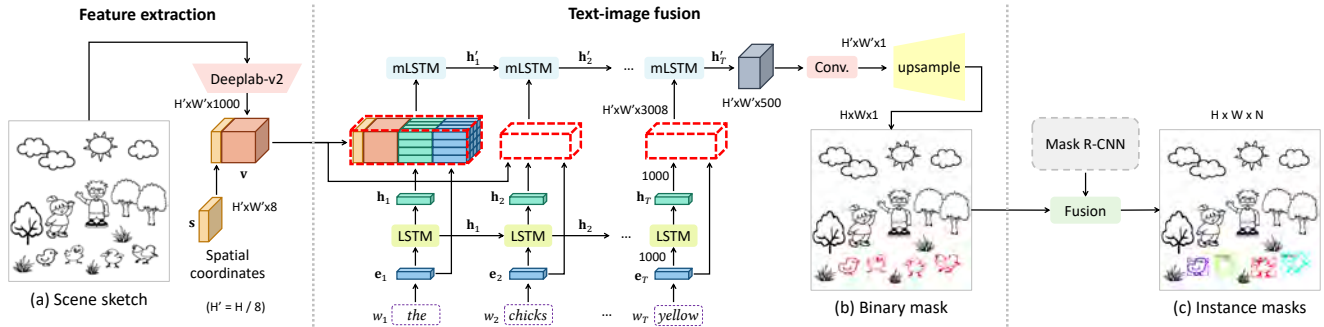 Feature extraction
Deeplab-v2
H'xW'x1000
v
H'xW'x8
s
Spatial
coordinates
(a) Scene sketch
(H' = H / 8)
Text-image fusion
mLSTM
h'1
mLSTM
h'2
...
mLSTM
h'T
H'xW'x500
Conv.
H'xW'x1
upsample
H'xW'x3008
1000
h1
h2
hT
LSTM
h1
LSTM
h2
...
LSTM
1000
e1
e2
eT
w1 the
w2 chicks
...
wT yellow
HxWx1
(b) Binary mask
Mask R-CNN
Fusion
H x W x N
(c) Instance masks